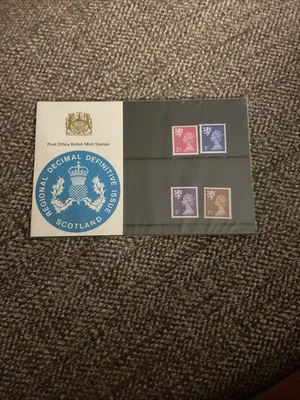 Post Office British Mint Stamps
REGIONAL DECIMAL DEFINITIVE ISSUE
SCOTLAND